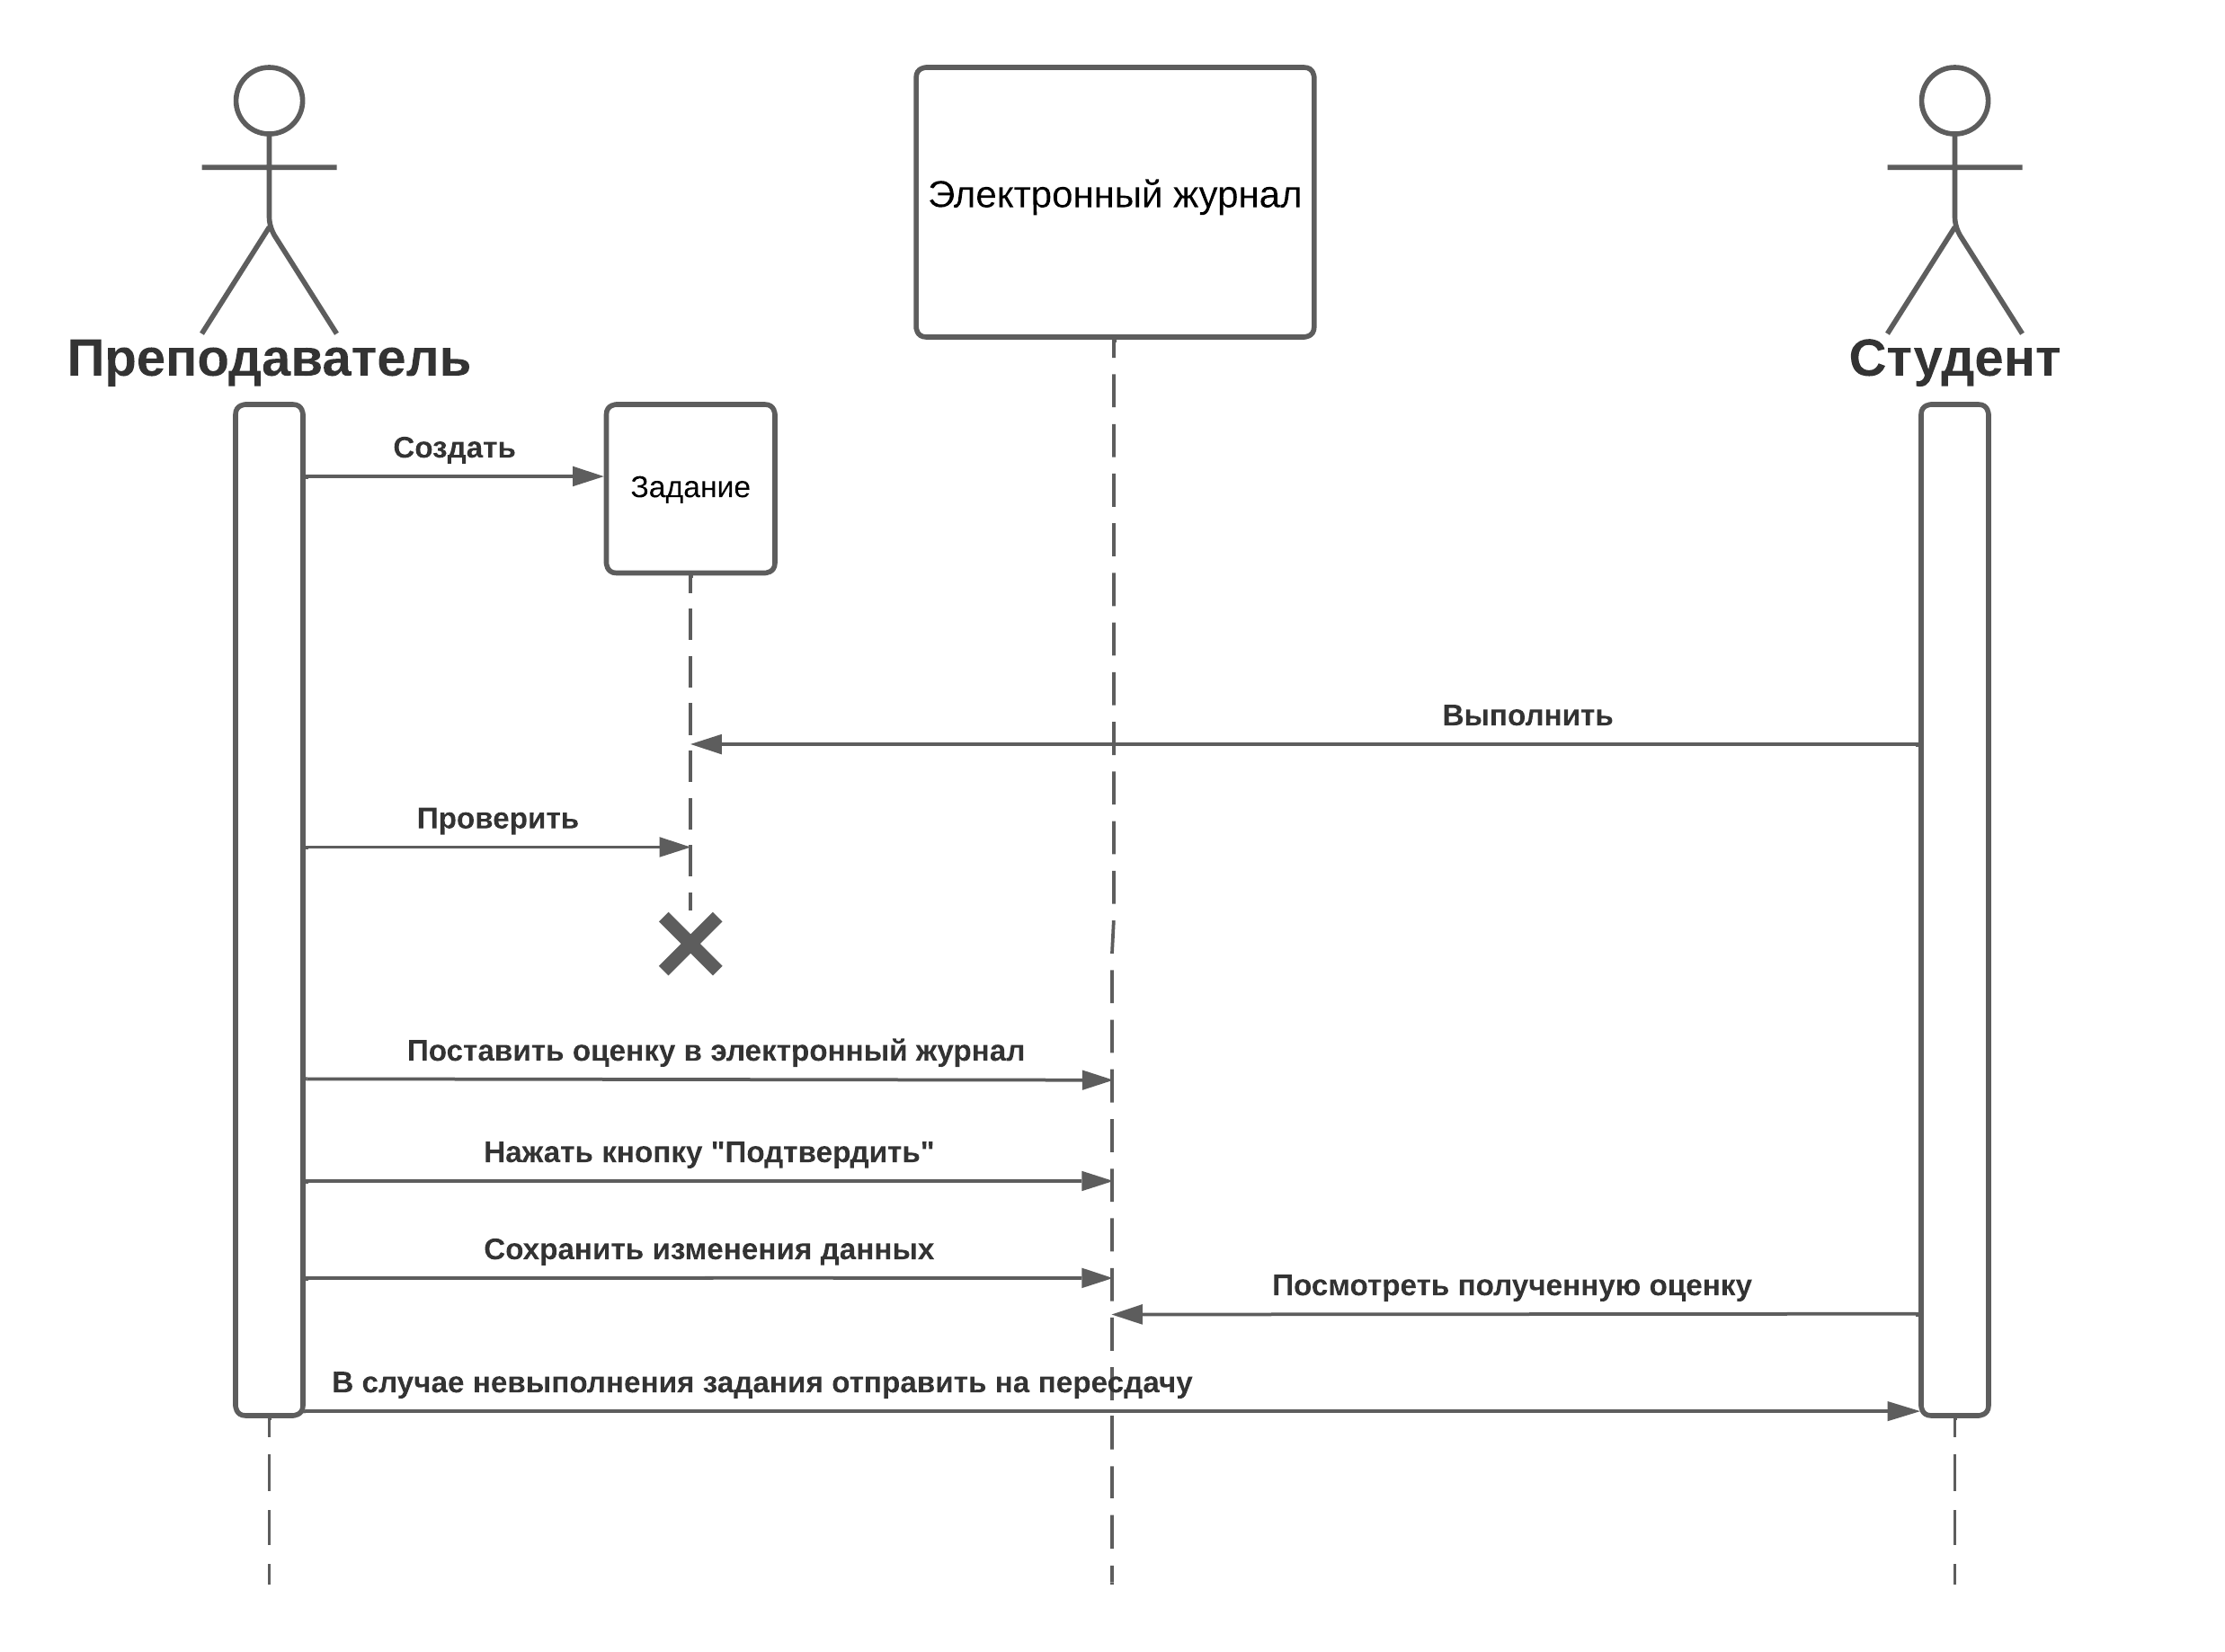 Электронный журнал
Преподаватель
Студент
Создать
Задание
Выполнить
Проверить
Поставить оценку в электронный журнал
Нажать кнопку "Подтвердить"
Сохранить изменения данных
Посмотреть полученную оценку
В случае невыполнения задания отправить на пересдачу